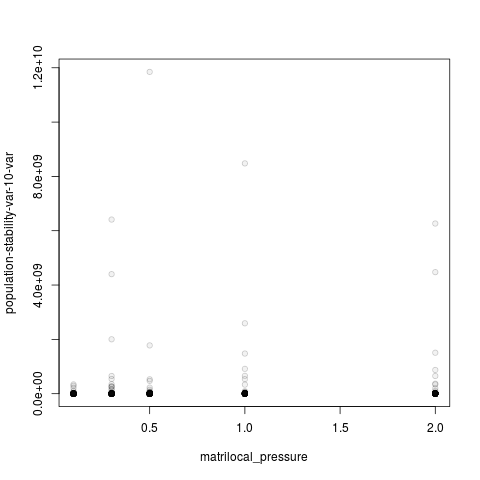 1.2e+10
8.0e+09
4.0e+09
0.0e+00
population-stability-var-10-var
0.5 1.0 1.5 2.0
matrilocal_pressure